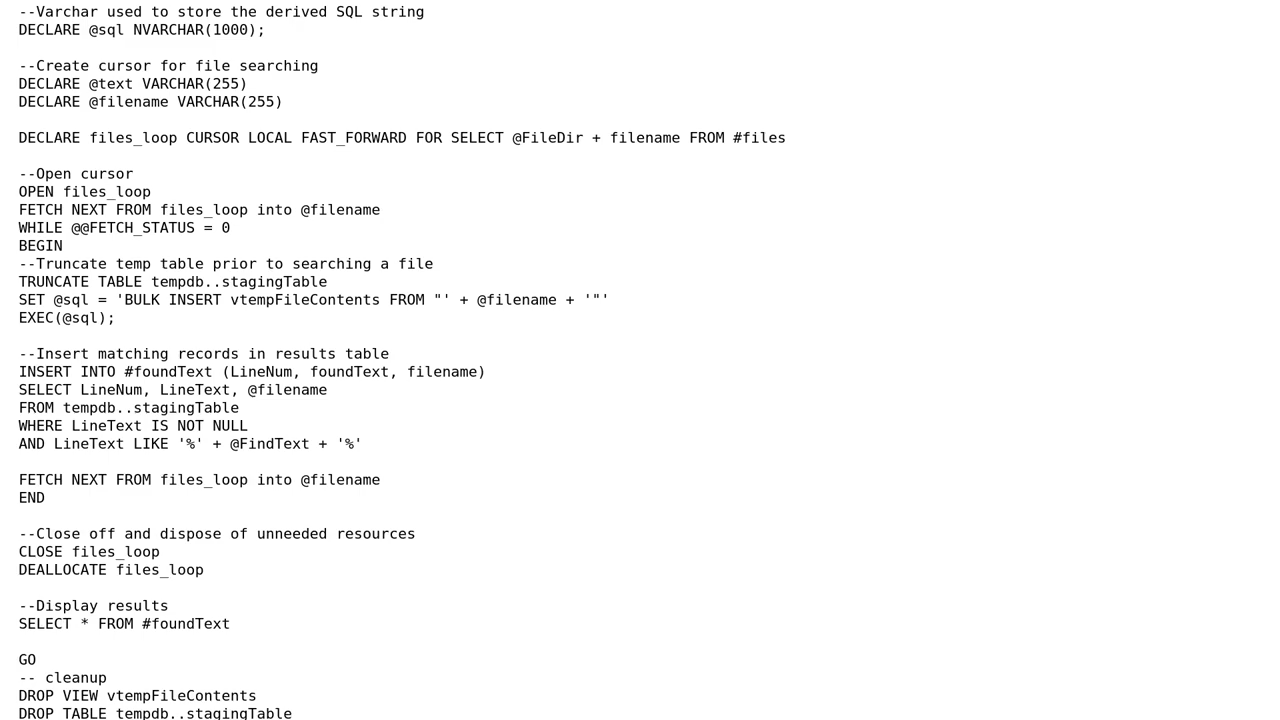 --Varchar used to store the derived SQL string
DECLARE @sql NVARCHAR(1000);
--Create cursor for file searching
DECLARE @text VARCHAR(255)
DECLARE @filename VARCHAR(255)
DECLARE files_loop CURSOR LOCAL FAST_FORWARD FOR SELECT @FileDir + filename FROM #files
--Open cursor
OPEN files_loop
FETCH NEXT FROM files_loop into @filename
WHILE @@FETCH_STATUS = 0
BEGIN
--Truncate temp table prior to searching a file
TRUNCATE TABLE tempdb..stagingTable
SET @sql = 'BULK INSERT vtempFileContents FROM "' + @filename + '"'
EXEC(@sql);
--Insert matching records in results table
INSERT INTO #foundText (LineNum, foundText, filename)
SELECT LineNum, LineText, @filename
FROM tempdb..stagingTable
WHERE LineText IS NOT NULL
AND LineText LIKE '%' + @FindText + '%'
FETCH NEXT FROM files_loop into @filename
END
--Close off and dispose of unneeded resources
CLOSE files_loop
DEALLOCATE files_loop
--Display results
SELECT * FROM #foundText
GO
-- cleanup
DROP VIEW vtempFileContents
DROP TABLE tempdb..stagingTable